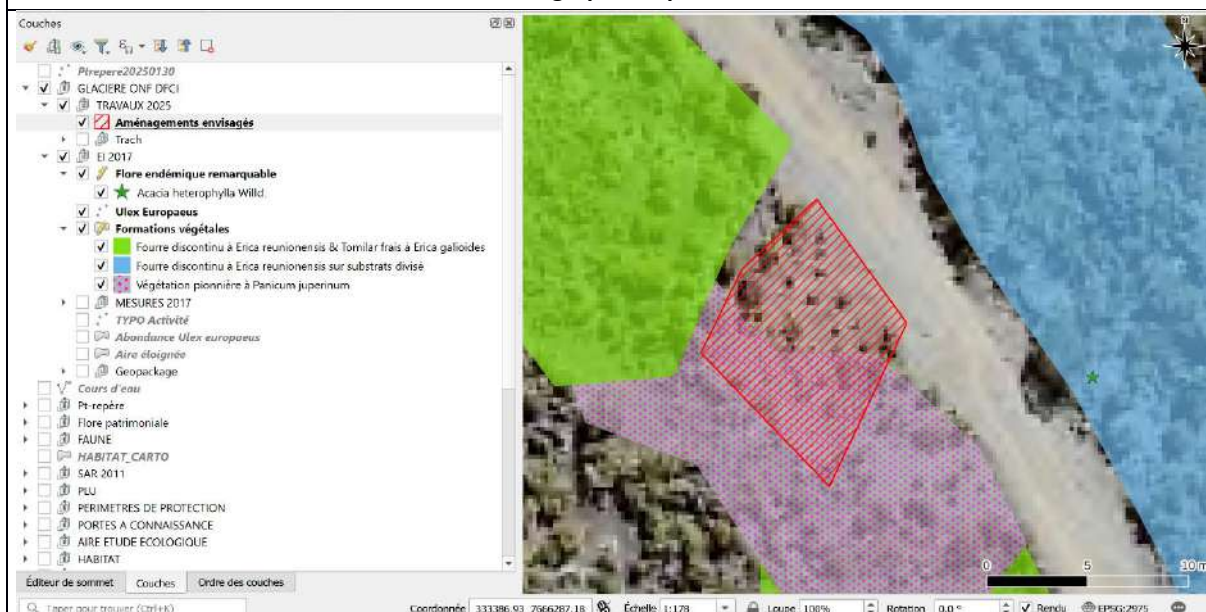 Couches
Ptrepere20250130
GLACIERE ONF DFCI
TRAVAUX 2025
Aménagements envisagés
Trach
EI 2017
Flore endémique remarquable
Acacia heterophylla Willd.
Ulex Europaeus
Formations végétales
Fourre discontinu à Erica reunionensis & Tomilar frais à Erica galioides
Fourre discontinu à Erica reunionensis sur substrats divisé
Végétation pionnière à Panicum juperinum
MESURES 2017
TYPO Activité
Abondance Ulex europaeus
Aire éloignée
Geopackage
Cours d'eau
Pt-repère
Flore patrimoniale
FAUNE
HABITAT_CARTO
SAR 2011
PLU
PERIMETRES DE PROTECTION
PORTES A CONNAISSANCE
AIRE ETUDE ECOLOGIQUE
HABITAT
N
0 5 10 m
Éditeur de sommet Couches Ordre des couches
Taper pour trouver (Ctrl+K) Coordonnée 333386.93 7666287.18 Échelle 1:178 Loupe 100% Rotation 0,0 ° Rendu EPSG:2975